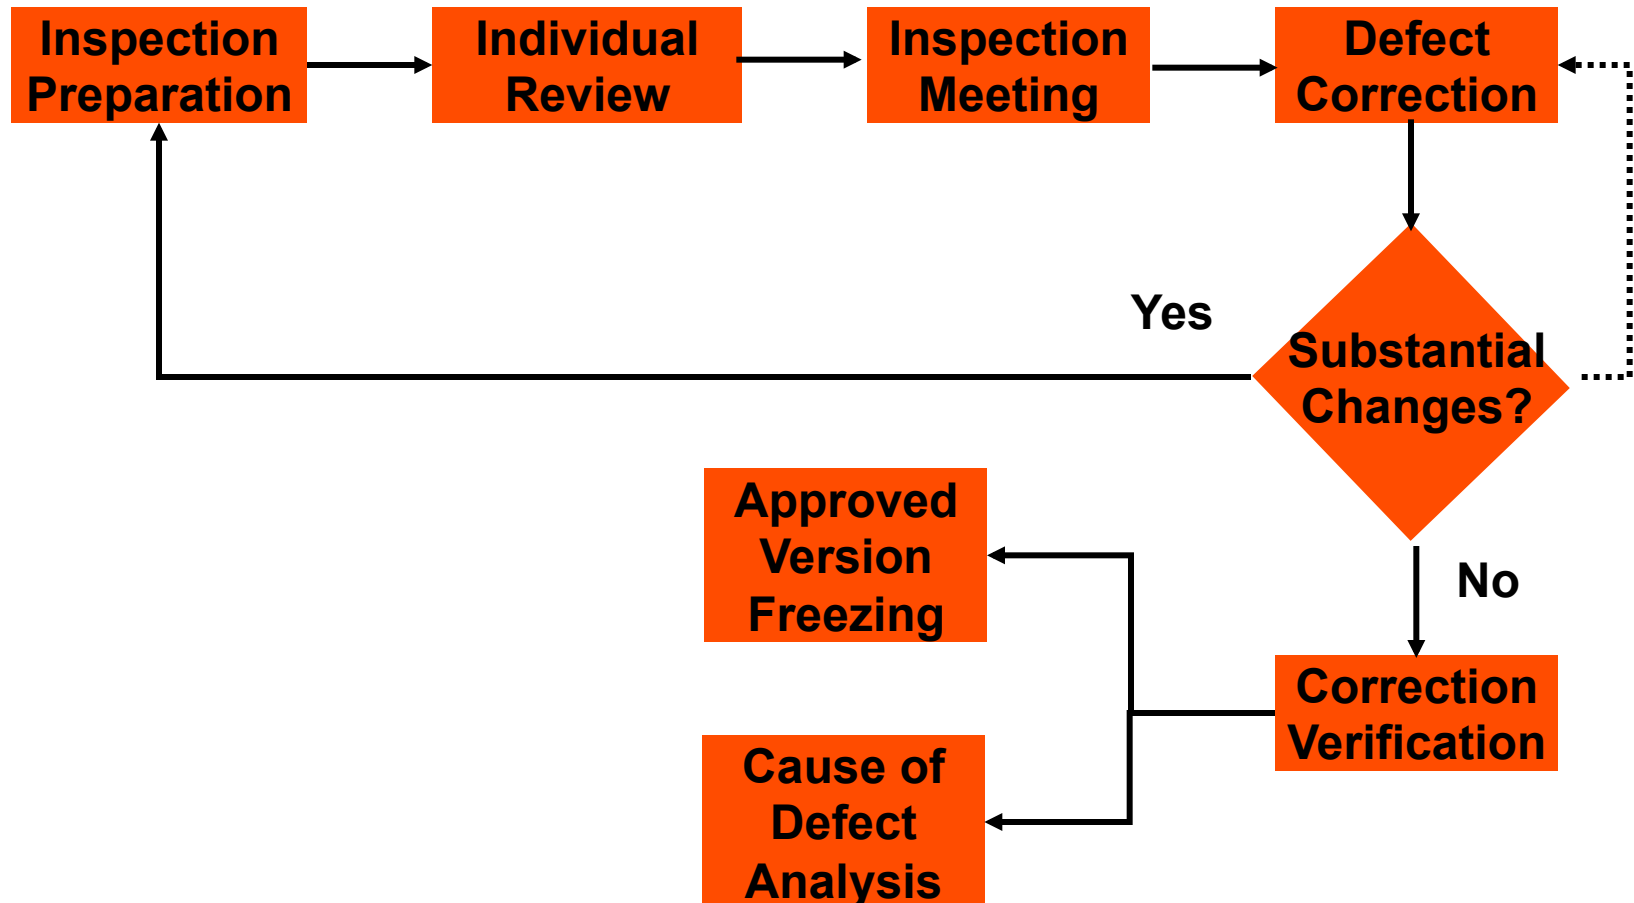 Inspection
Preparation
Individual
Review
Inspection
Meeting
Defect
Correction
Yes
Substantial
Changes?
No
Approved
Version
Freezing
Correction
Verification
Cause of
Defect
Analysis